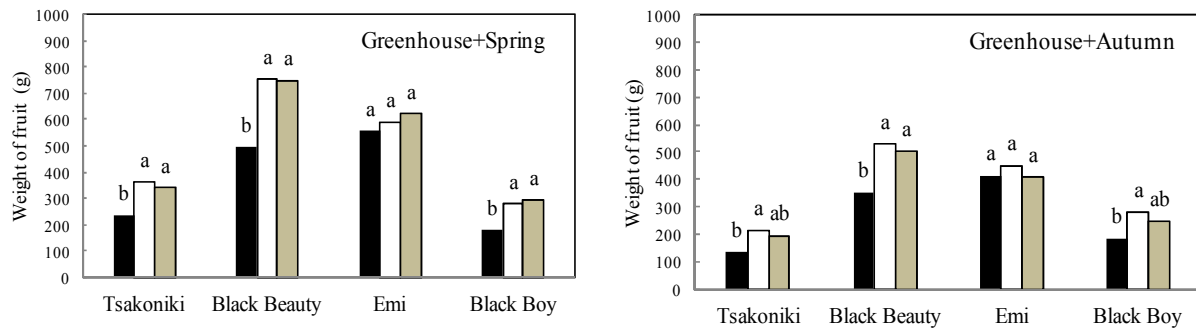 Weight of fruit (g)
1000
900
800
700
600
500
400
300
200
100
0
Greenhouse+Spring
b a a
b a a
a a a
b a a
Tsakoniki Black Beauty Emi Black Boy
Weight of fruit (g)
1000
900
800
700
600
500
400
300
200
100
0
Greenhouse+Autumn
b a ab
b a a
a a a
b a ab
Tsakoniki Black Beauty Emi Black Boy